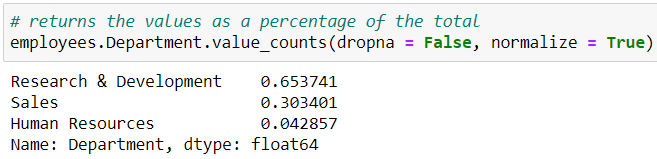 # returns the values as a percentage of the total
employees.Department.value_counts(dropna = False, normalize = True)
Research & Development    0.653741
Sales                     0.303401
Human Resources           0.042857
Name: Department, dtype: float64